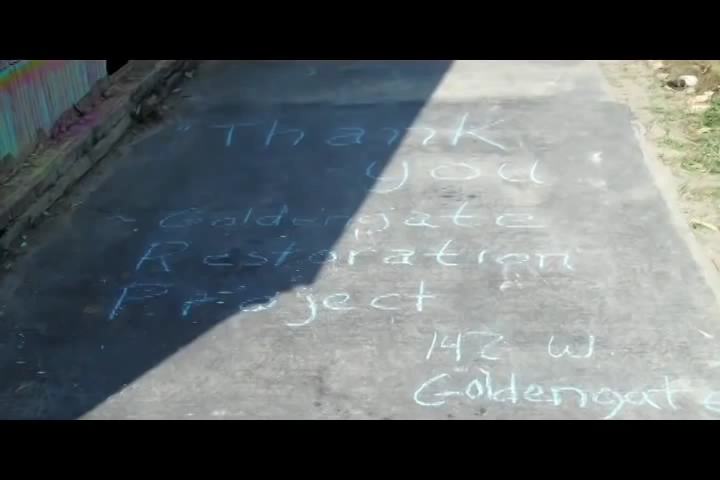 "Thank
you
~ Goldengate
Restoration
Project
142 W.
Goldengate